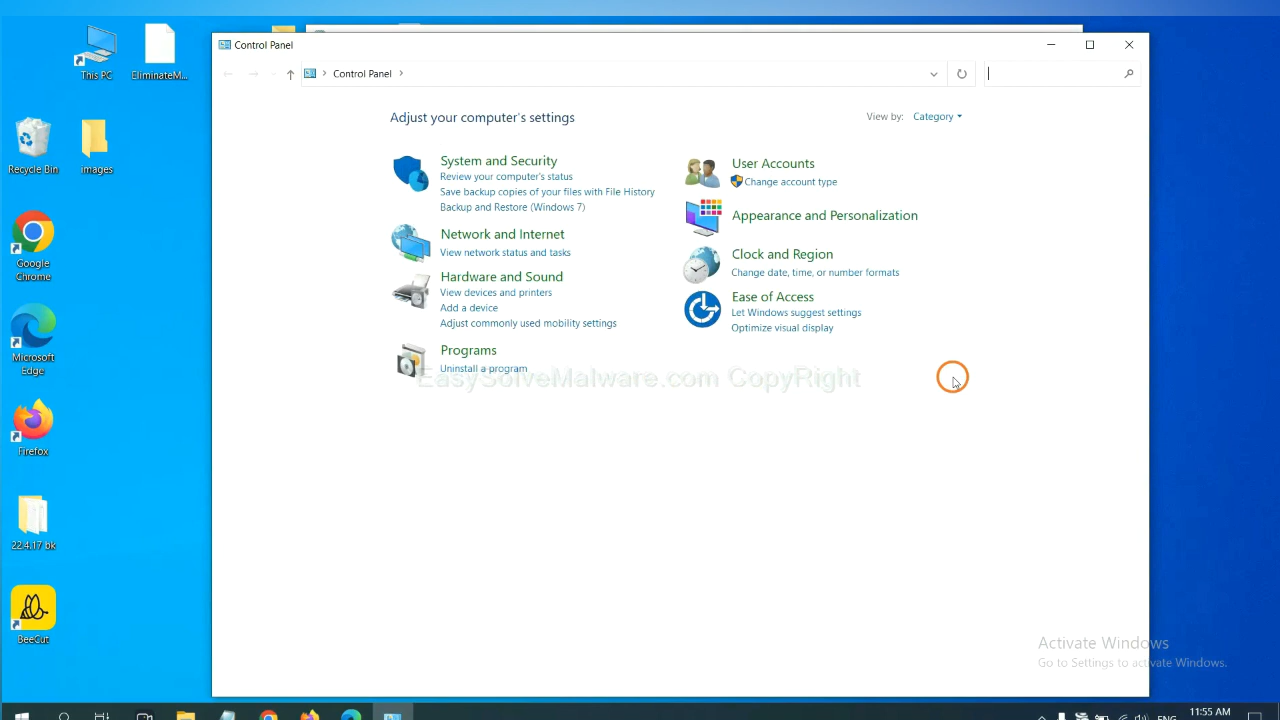 This PC
EliminateM...
Recycle Bin
images
Google
Chrome
Microsoft
Edge
Firefox
22.4.17 bk
BeeCut
Control Panel
Control Panel
Adjust your computer's settings
View by: Category
System and Security
Review your computer's status
Save backup copies of your files with File History
Backup and Restore (Windows 7)
Network and Internet
View network status and tasks
Hardware and Sound
View devices and printers
Add a device
Adjust commonly used mobility settings
Programs
Uninstall a program
User Accounts
Change account type
Appearance and Personalization
Clock and Region
Change date, time, or number formats
Ease of Access
Let Windows suggest settings
Optimize visual display
EasySolveMalware.com CopyRight
Activate Windows
Go to Settings to activate Windows.
ENG
11:55 AM